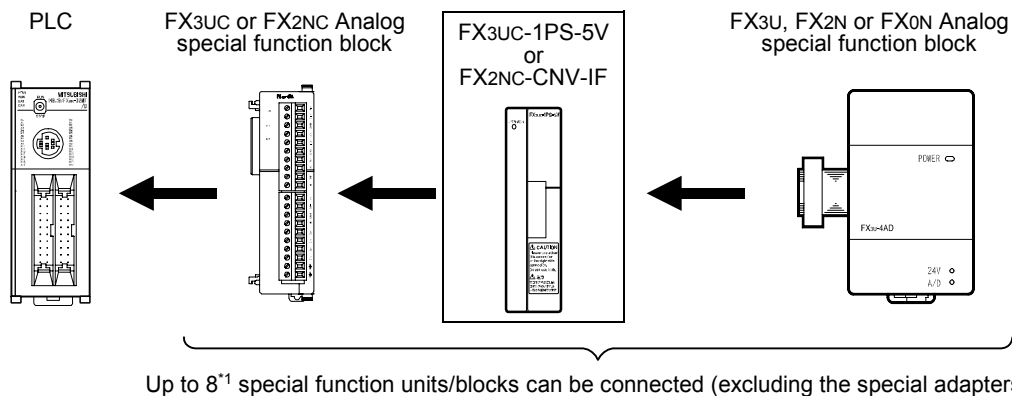 PLC
FX3UC or FX2NC Analog
special function block
FX3UC-1PS-5V
or
FX2NC-CNV-IF
FX3U, FX2N or FX0N Analog
special function block
MITSUBISHI
POWER
FX3U-4AD
24V
A/D
CAUTION
Up to 8*1 special function units/blocks can be connected (excluding the special adapters